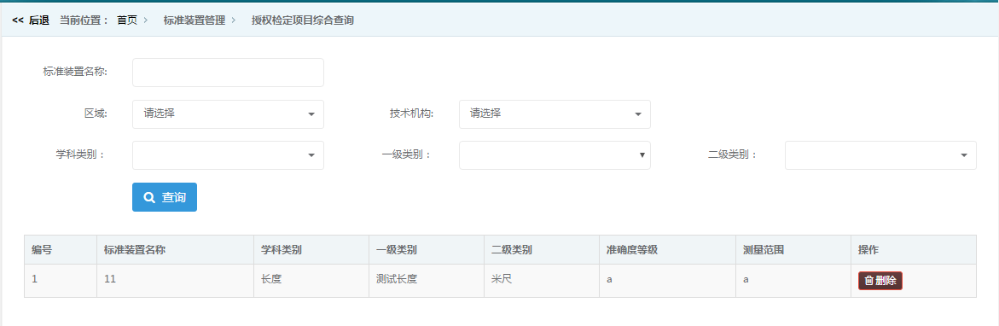 << 后退 当前位置： 首页 > 标准装置管理 > 授权检定项目综合查询
标准装置名称:
区域: 请选择 技术机构: 请选择
学科类别： 一级类别： 二级类别：
查询
编号 标准装置名称 学科类别 一级类别 二级类别 准确度等级 测量范围 操作
1 11 长度 测试长度 米尺 a a 删除